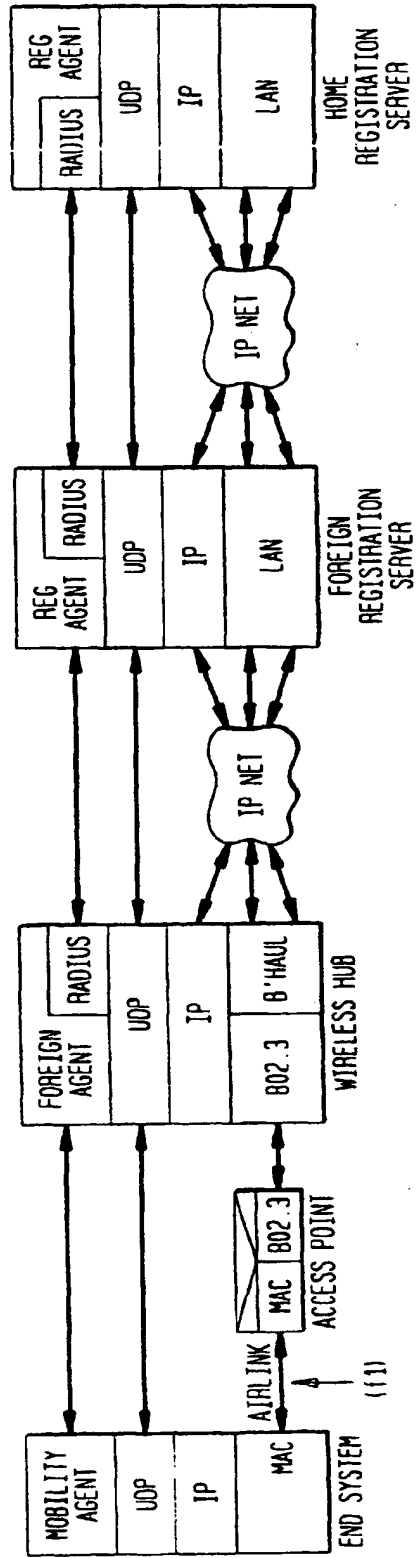 MOBILITY
AGENT
UDP
IP
MAC
END SYSTEM
AIRLINK
(f1)
MAC
802.3
ACCESS POINT
FOREIGN
AGENT
RADIUS
UDP
IP
802.3
B'HAUL
WIRELESS HUB
IP NET
REG
AGENT
RADIUS
UDP
IP
LAN
FOREIGN
REGISTRATION
SERVER
IP NET
RADIUS
REG
AGENT
UDP
IP
LAN
HOME
REGISTRATION
SERVER